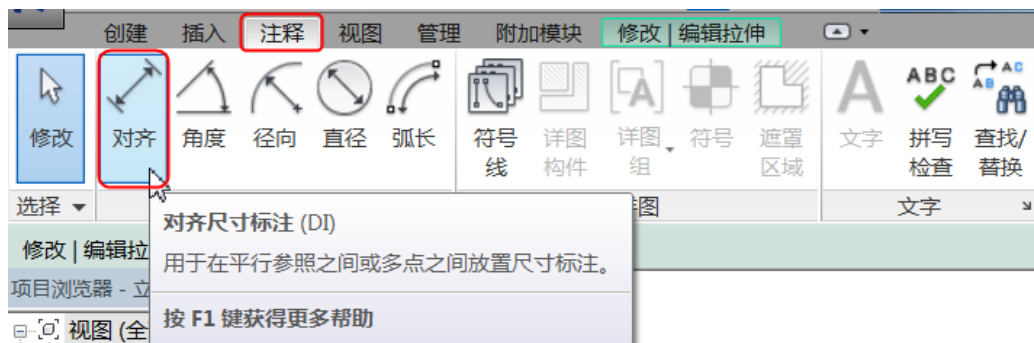 创建 插入 注释 视图 管理 附加模块 修改 | 编辑拉伸
修改 对齐 角度 径向 直径 弧长 符号线 详图构件 详图组 符号 遮罩区域 文字 拼写检查 查找/替换
ABC
AC
AB
A
选择 图 文字
修改 | 编辑拉
对齐尺寸标注 (DI)
用于在平行参照之间或多点之间放置尺寸标注。
项目浏览器 - 立
按 F1 键获得更多帮助
视图 (全